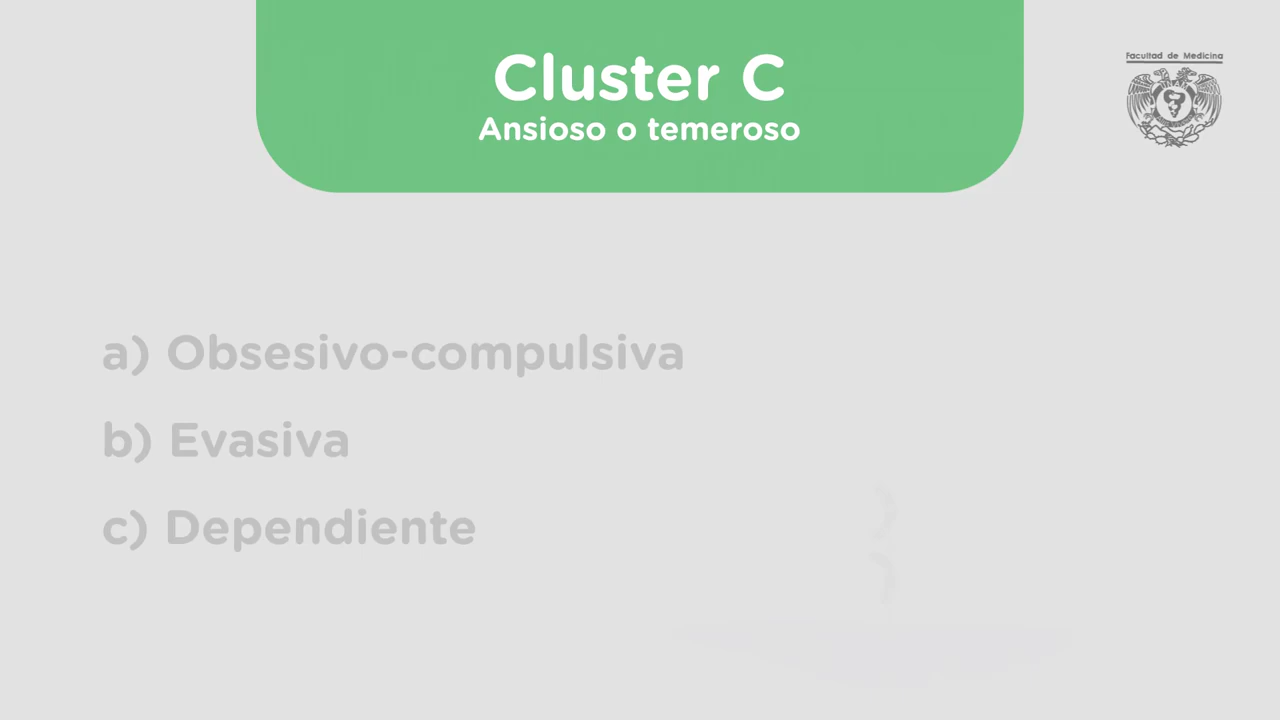 Cluster C
Ansioso o temeroso
Facultad de Medicina
a) Obsesivo-compulsiva
b) Evasiva
c) Dependiente